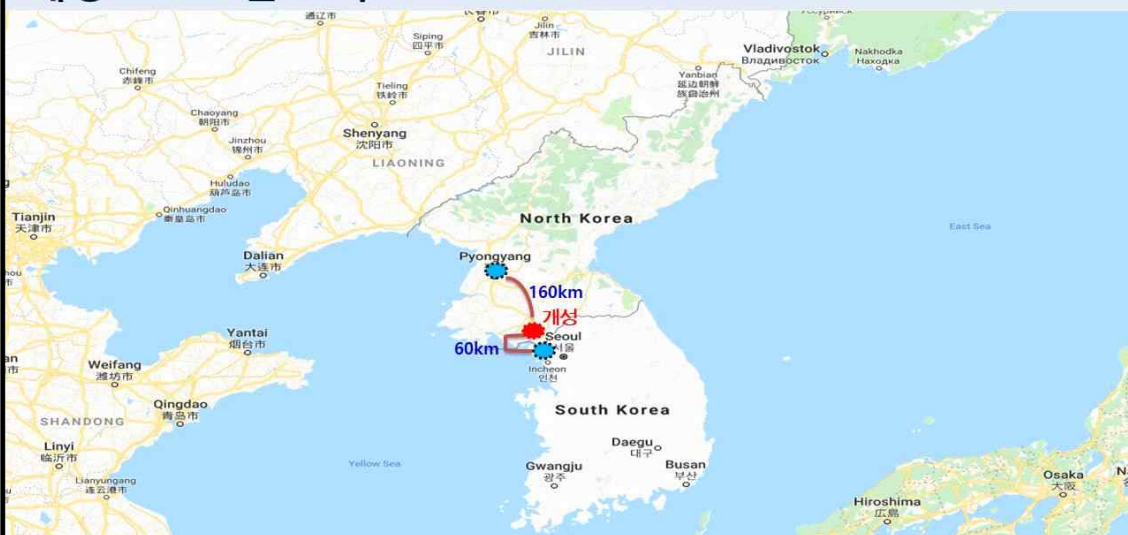 通辽市
Jilin
吉林市
Siping
四平市
JILIN
Vladivostok
Владивосток
Nakhodka
Находка
Chifeng
赤峰市
Yanbian
延边朝鲜
族自治州
Tieling
铁岭市
Chaoyang
朝阳市
Shenyang
沈阳市
Jinzhou
锦州市
LIAONING
Huludao
葫芦岛市
Qinhuangdao
秦皇岛市
Tianjin
天津市
North Korea
East Sea
Dalian
大连市
Pyongyang
160km
개성
Seoul
서울
60km
Incheon
인천
Yantai
烟台市
Weifang
潍坊市
Qingdao
青岛市
SHANDONG
South Korea
Linyi
临沂市
Daegu
대구
Yellow Sea
Gwangju
광주
Busan
부산
Lianyungang
连云港市
Osaka
大阪
Hiroshima
広島